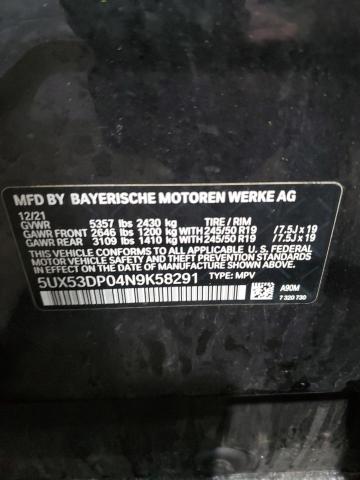 MFD BY BAYERISCHE MOTOREN WERKE AG
12/21
GVWR 5357 lbs 2430 kg TIRE / RIM
GAWR FRONT 2646 lbs 1200 kg WITH 245/50 R19 /7.5J x 19
GAWR REAR 3109 lbs 1410 kg WITH 245/50 R19 /7.5J x 19
THIS VEHICLE CONFORMS TO ALL APPLICABLE U.S. FEDERAL MOTOR
VEHICLE SAFETY AND THEFT PREVENTION STANDARDS IN EFFECT
ON THE DATE OF MANUFACTURE SHOWN ABOVE.
5UX53DP04N9K58291 TYPE: MPV
A90M
7 320 730